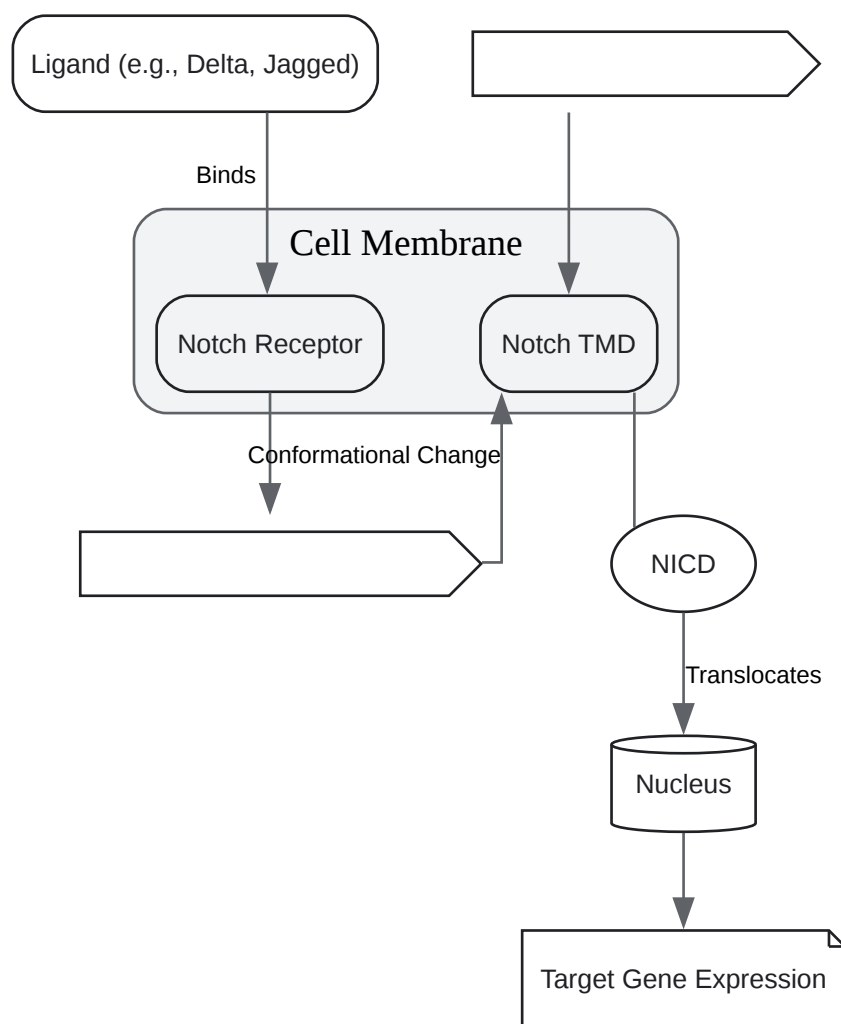 Ligand (e.g., Delta, Jagged)
Binds
Cell Membrane
Notch Receptor
Notch TMD
Conformational Change
NICD
Translocates
Nucleus
Target Gene Expression